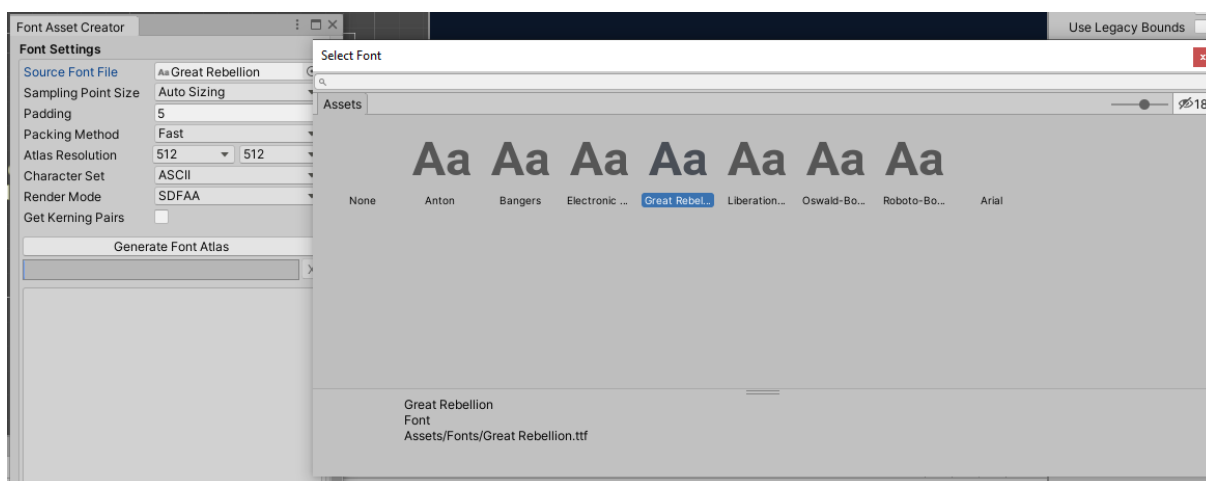 Font Asset Creator
Use Legacy Bounds
Font Settings
Select Font
Source Font File Aa Great Rebellion
Sampling Point Size Auto Sizing
Padding 5
Packing Method Fast
Atlas Resolution 512 512
Character Set ASCII
Render Mode SDFAA
Get Kerning Pairs
Generate Font Atlas
X
Assets
18
Aa Aa Aa Aa Aa Aa Aa
None Anton Bangers Electronic ... Great Rebel... Liberation... Oswald-Bo... Roboto-Bo... Arial
Great Rebellion
Font
Assets/Fonts/Great Rebellion.ttf